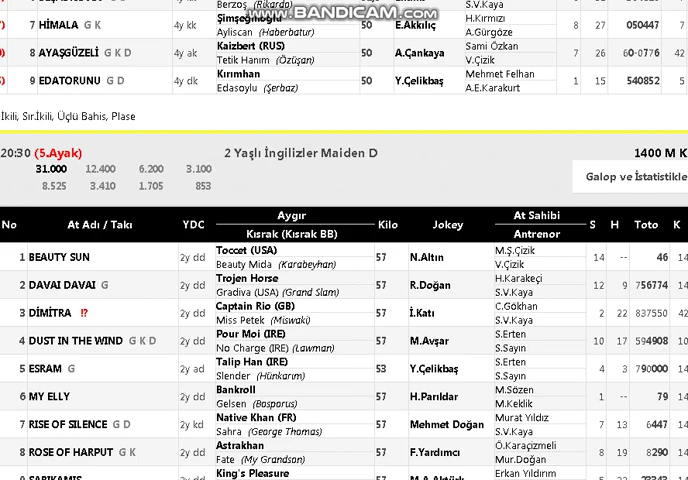 Berzoş (Rikarda) S.V.Kaya
www.BANDICAM.com
7 HİMALA G K 4y kk Şimşeğinoğlu Ayliscan (Haberbatur) 50 E.Akkılıç H.Kırmızı A.Gürgöze 8 27 050447 7
8 AYAŞGÜZELİ G K D 4y ak Kaizbert (RUS) Tetik Hanım (Özüşan) 50 A.Çankaya Sami Özkan V.Çizik 7 26 60-0776 42
9 EDATORUNU G D 4y dk Kırımhan Edasoylu (Şerbaz) 50 Y.Çelikbaş Mehmet Felhan A.E.Karakurt 1 15 540852 5
İkili, Sır.İkili, Üçlü Bahis, Plase
20:30 (5.Ayak) 2 Yaşlı İngilizler Maiden D 1400 M K
31.000 12.400 6.200 3.100
8.525 3.410 1.705 853
Galop ve İstatistikle
No At Adı / Takı YDC Aygır Kısrak (Kısrak BB) Kilo Jokey At Sahibi Antrenor S H Toto K
1 BEAUTY SUN 2y dd Toccet (USA) Beauty Mida (Karabeyhan) 57 N.Altın M.Ş.Çizik V.Çizik 14 -- 46 14
2 DAVAI DAVAI G 2y dd Trojen Horse Gradiva (USA) (Grand Slam) 57 R.Doğan H.Karakeçi S.V.Kaya 12 9 756774 14
3 DİMİTRA !? 2y dd Captain Rio (GB) Miss Petek (Miswaki) 57 İ.Katı C.Gökhan S.V.Kaya 2 22 837550 42
4 DUST IN THE WIND G K D 2y dd Pour Moi (IRE) No Charge (IRE) (Lawman) 57 M.Avşar S.Erten S.Sayın 10 17 594908 10
5 ESRAM G 2y ad Talip Han (IRE) Slender (Hünkarım) 53 Y.Çelikbaş S.Erten S.Sayın 4 3 790000 14
6 MY ELLY 2y dd Bankroll Gelsen (Bosparus) 57 H.Parıldar M.Sözen M.Keklik 1 -- 79 14
7 RISE OF SILENCE G D 2y kd Native Khan (FR) Sahra (George Thomas) 57 Mehmet Doğan Murat Yıldız S.V.Kaya 7 13 6447 14
8 ROSE OF HARPUT G K 2y dd Astrakhan Fate (My Grandsan) 57 F.Yardımcı Ö.Karaçizmeli Mur.Doğan 8 19 8290 14
King's Pleasure Erkan Yıldırım